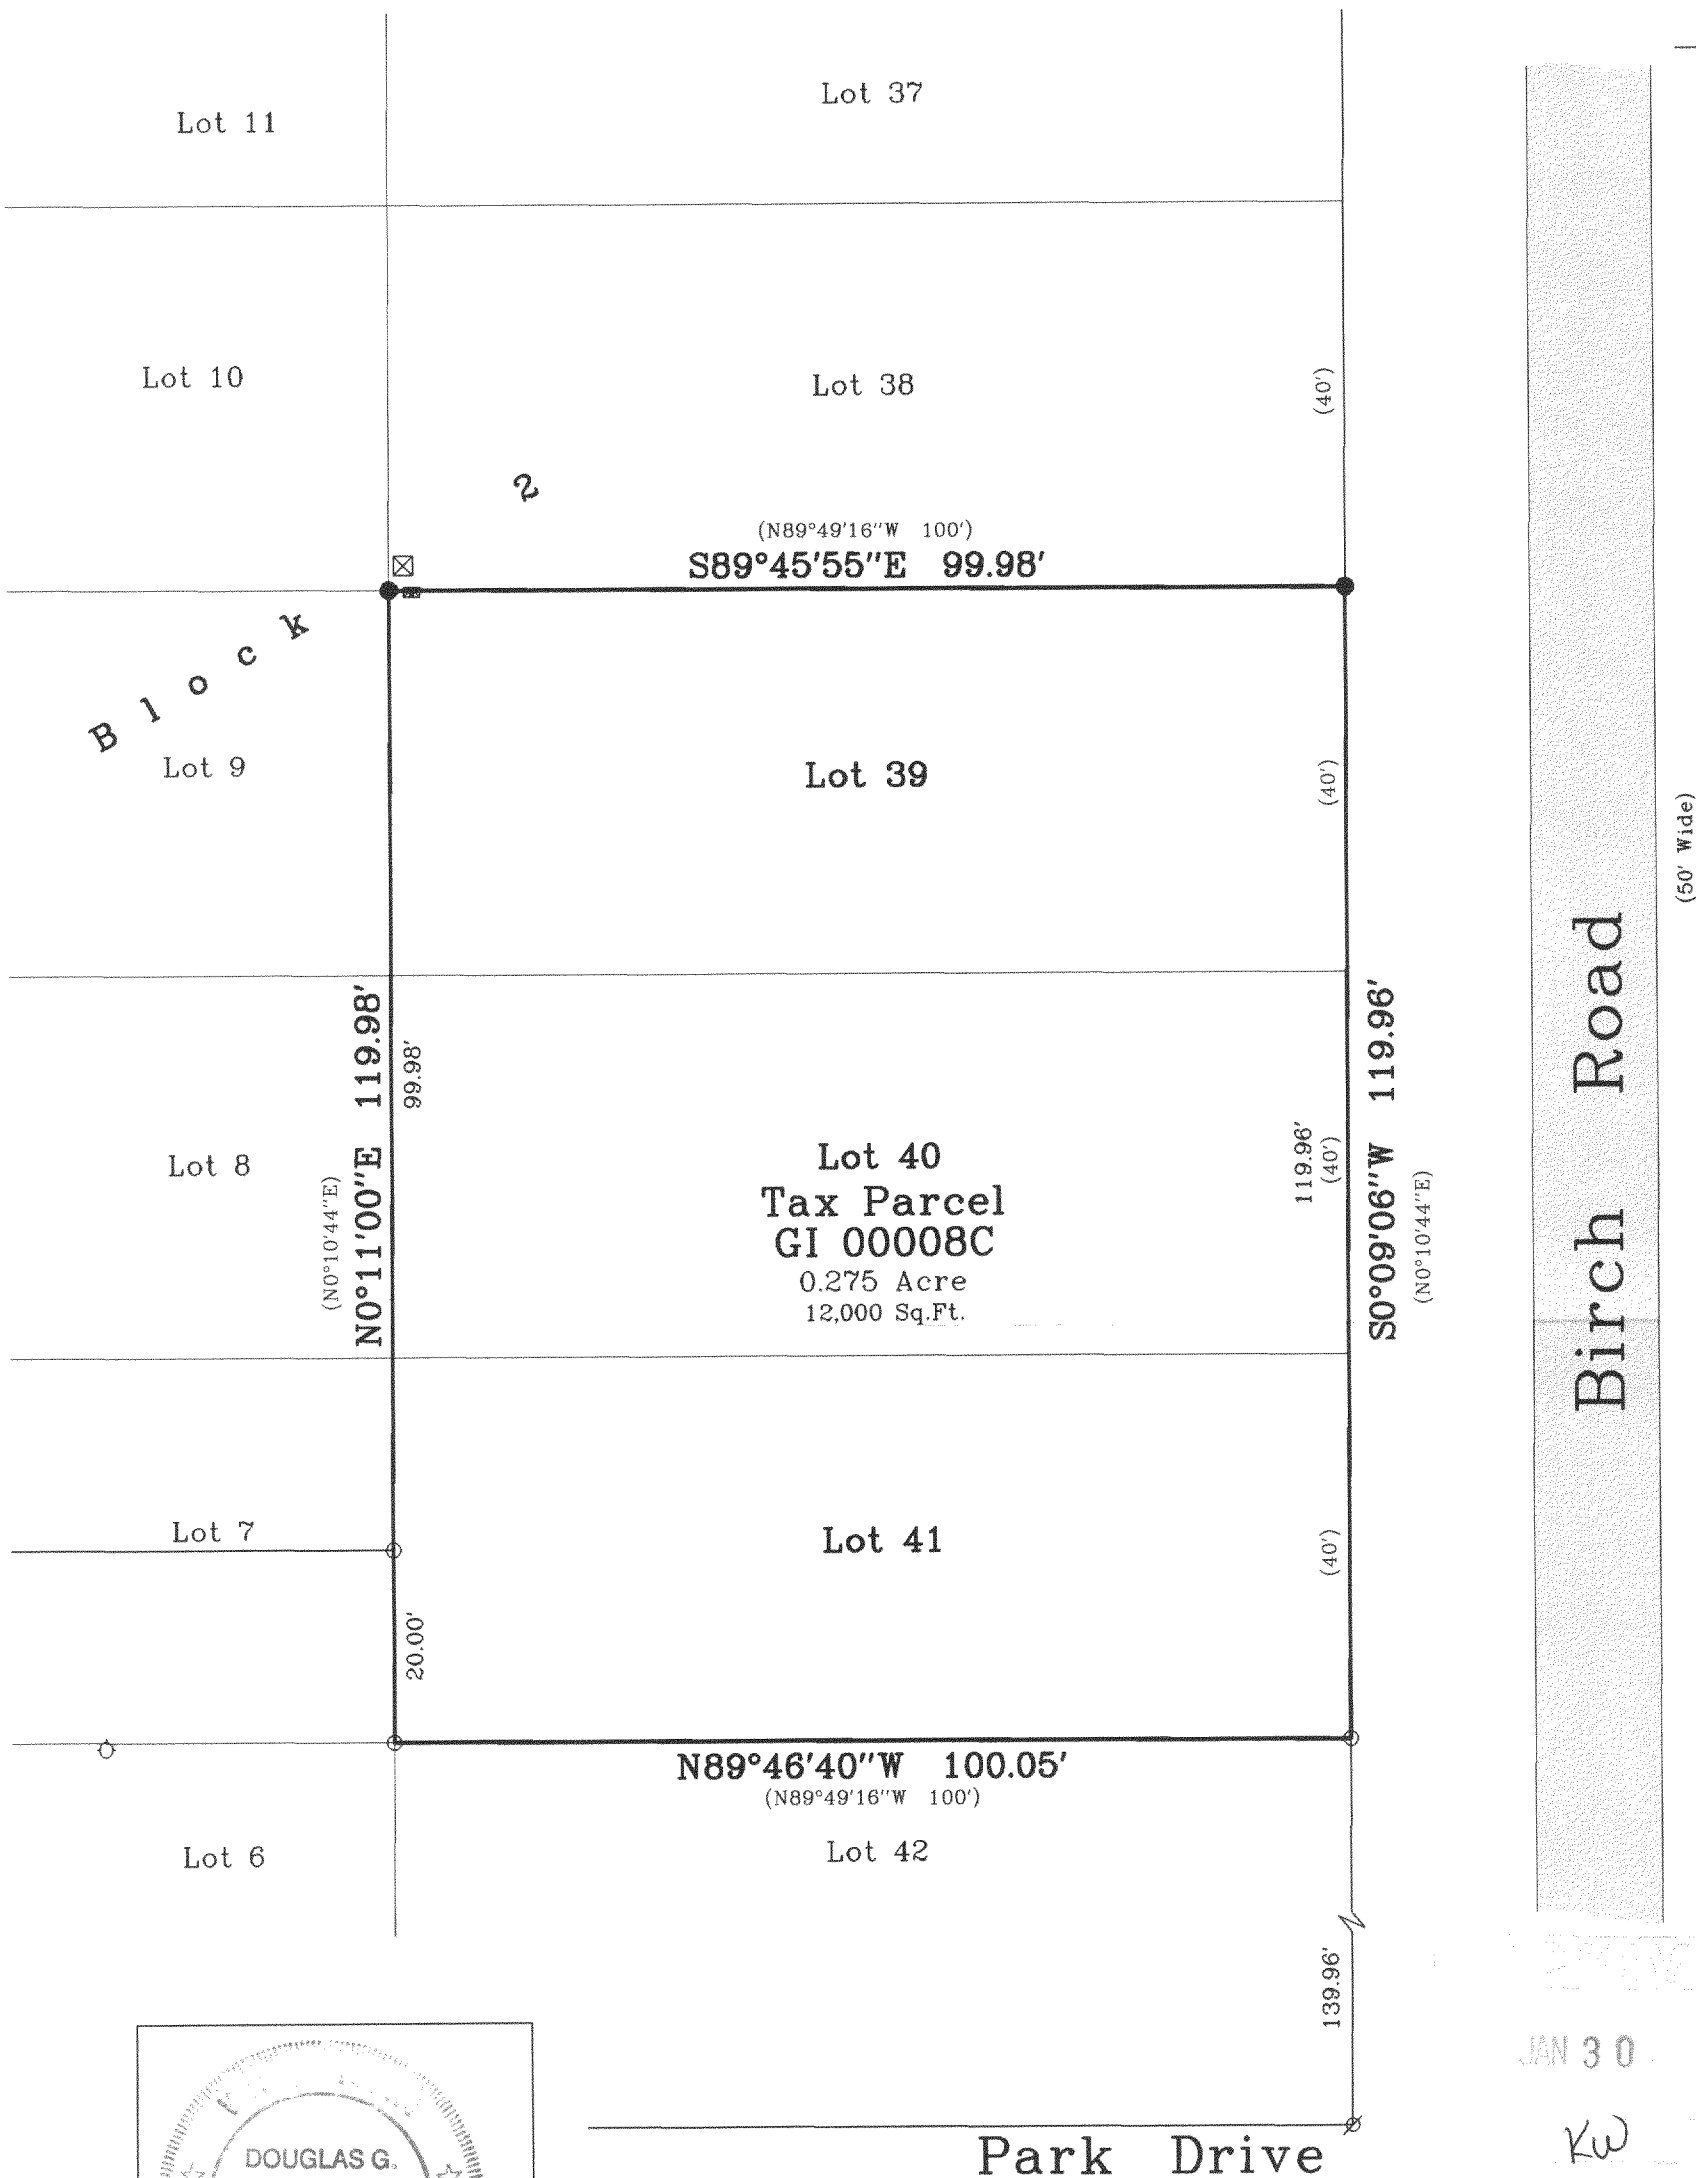 Lot 37
Lot 11
Lot 10
Lot 38
(40')
2
(N89°49'16"W 100')
S89°45'55"E 99.98'
Block
Lot 9
Lot 39
(40')
(50' Wide)
Birch Road
N0°11'00"E 119.98'
99.98'
(N0°10'44"E)
Lot 8
Lot 40
Tax Parcel
GI 00008C
0.275 Acre
12,000 Sq.Ft.
119.96'
(40')
S0°09'06"W 119.96'
(N0°10'44"E)
Lot 7
Lot 41
(40')
20.00'
N89°46'40"W 100.05'
(N89°49'16"W 100')
Lot 6
Lot 42
139.96'
JAN 30
DOUGLAS G.
Park Drive
KW